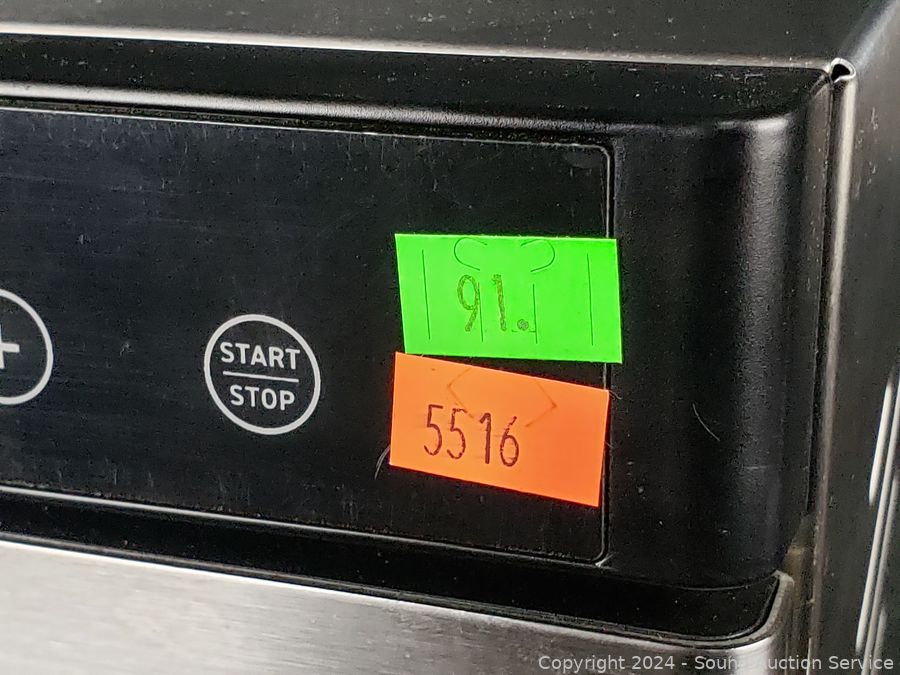 91.
START
STOP
5516
Copyright 2024 - Sound Auction Service